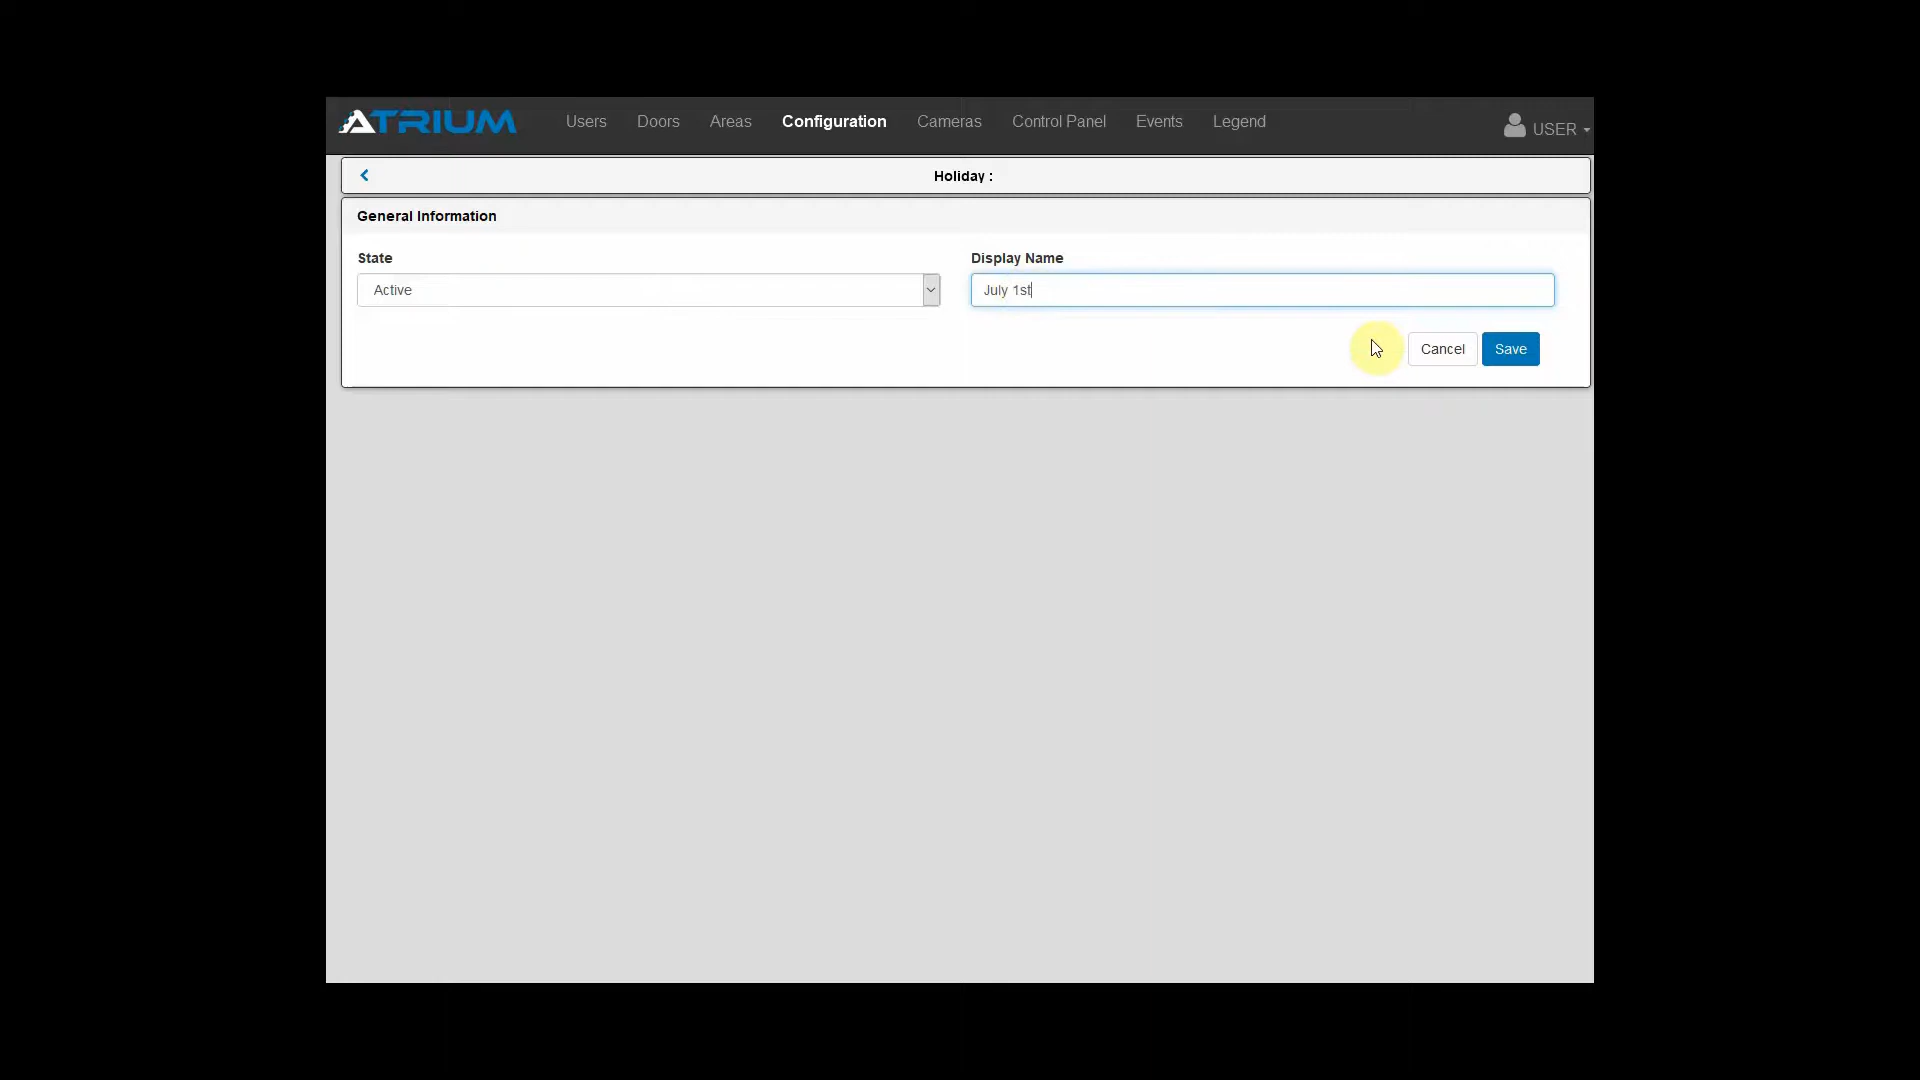 ATRIUM Users Doors Areas Configuration Cameras Control Panel Events Legend USER
Holiday :
General Information
State Display Name
Active July 1st
Cancel Save